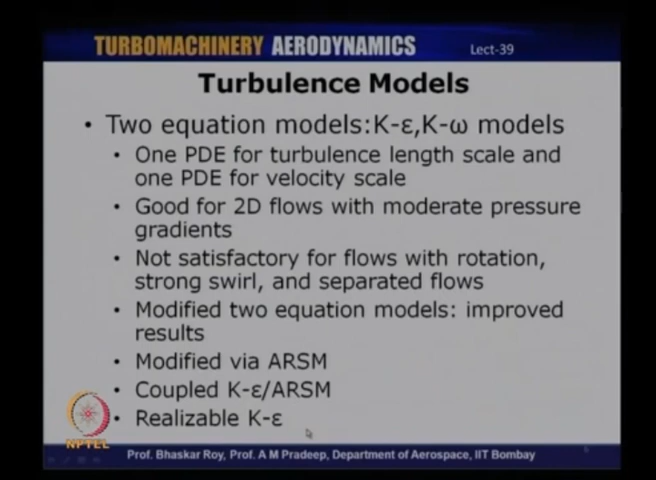 TURBOMACHINERY AERODYNAMICS Lect-39
Turbulence Models
• Two equation models:K-ε,K-ω models
• One PDE for turbulence length scale and
one PDE for velocity scale
• Good for 2D flows with moderate pressure
gradients
• Not satisfactory for flows with rotation,
strong swirl, and separated flows
• Modified two equation models: improved
results
• Modified via ARSM
• Coupled K-ε/ARSM
• Realizable K-ε
NPTEL
Prof. Bhaskar Roy, Prof. A M Pradeep, Department of Aerospace, IIT Bombay